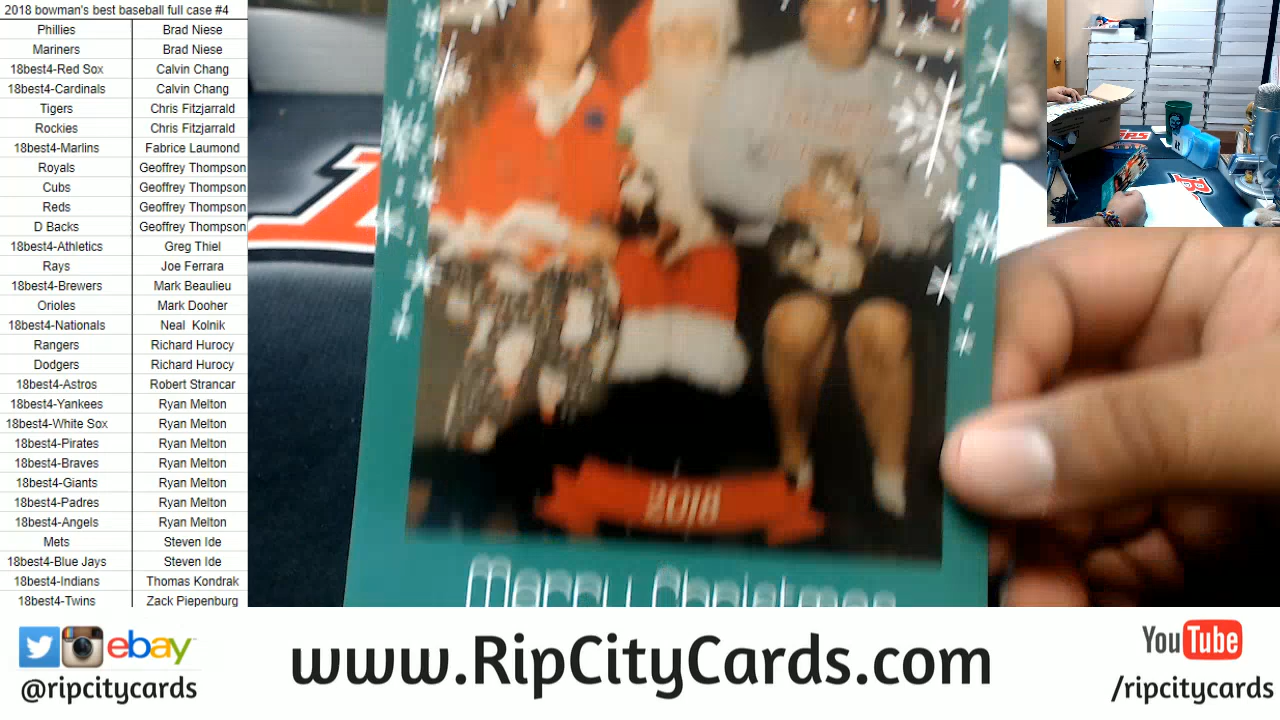 2018 bowman's best baseball full case #4
Phillies Brad Niese
Mariners Brad Niese
18best4-Red Sox Calvin Chang
18best4-Cardinals Calvin Chang
Tigers Chris Fitzjarrald
Rockies Chris Fitzjarrald
18best4-Marlins Fabrice Laumond
Royals Geoffrey Thompson
Cubs Geoffrey Thompson
Reds Geoffrey Thompson
D Backs Geoffrey Thompson
18best4-Athletics Greg Thiel
Rays Joe Ferrara
18best4-Brewers Mark Beaulieu
Orioles Mark Dooher
18best4-Nationals Neal Kolnik
Rangers Richard Hurocy
Dodgers Richard Hurocy
18best4-Astros Robert Strancar
18best4-Yankees Ryan Melton
18best4-White Sox Ryan Melton
18best4-Pirates Ryan Melton
18best4-Braves Ryan Melton
18best4-Giants Ryan Melton
18best4-Padres Ryan Melton
18best4-Angels Ryan Melton
Mets Steven Ide
18best4-Blue Jays Steven Ide
18best4-Indians Thomas Kondrak
18best4-Twins Zack Piepenburg
2018
Merry Christmas
ebay
@ripcitycards
www.RipCityCards.com
YouTube
/ripcitycards